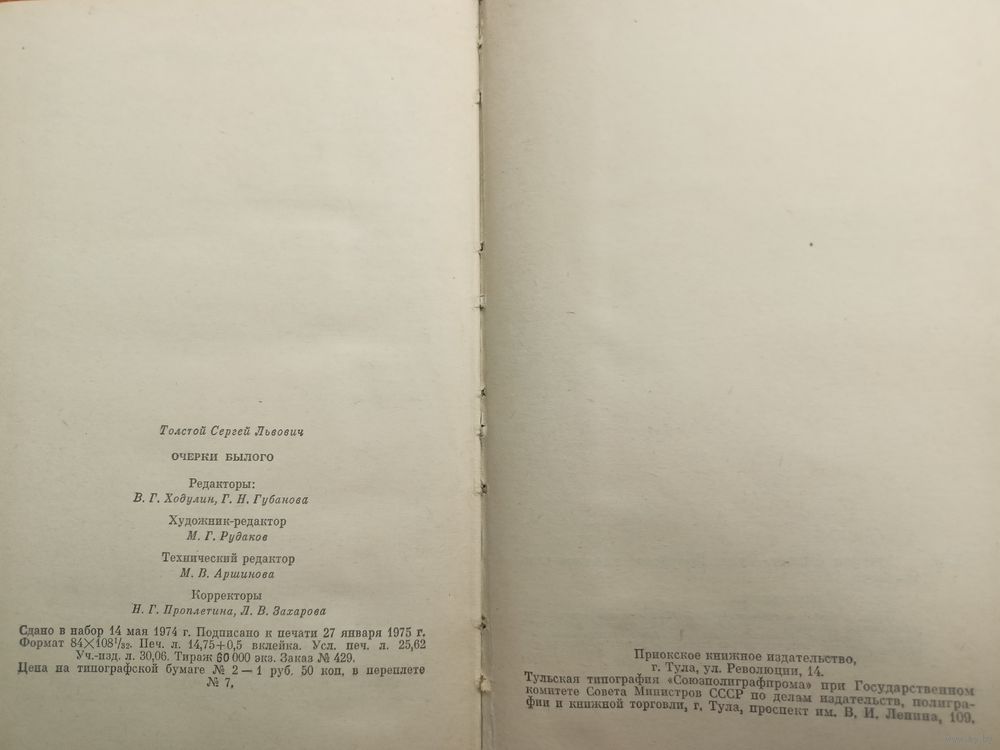 Толстой Сергей Львович
ОЧЕРКИ БЫЛОГО
Редакторы:
В. Г. Ходулин, Г. Н. Губанова
Художник-редактор
М. Г. Рудаков
Технический редактор
М. В. Аршинова
Корректоры
Н. Г. Проплетина, Л. В. Захарова
Сдано в набор 14 мая 1974 г. Подписано к печати 27 января 1975 г.
Формат 84×108¹/₃₂. Печ. л. 14,75+0,5 вклейка. Усл. печ. л. 25,62
Уч.-изд. л. 30,06. Тираж 60 000 экз. Заказ № 429.
Цена на типографской бумаге № 2 — 1 руб. 50 коп, в переплете
№ 7,
Приокское книжное издательство,
г. Тула, ул. Революции, 14.
Тульская типография «Союзполиграфпрома» при Государственном
комитете Совета Министров СССР по делам издательств, полигра-
фии и книжной торговли, г. Тула, проспект им. В. И. Ленина, 109.